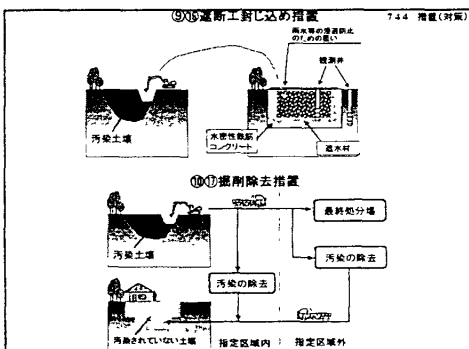 ⑨⑯遮断工封じ込め措置
7.4.4 措置(対策)
雨水等の浸透防止
のための覆い
観測井
汚染土壌
水密性鉄筋
コンクリート
遮水材
⑩⑰掘削除去措置
最終処分場
汚染土壌
汚染の除去
汚染の除去
汚染されていない土壌
指定区域内
指定区域外